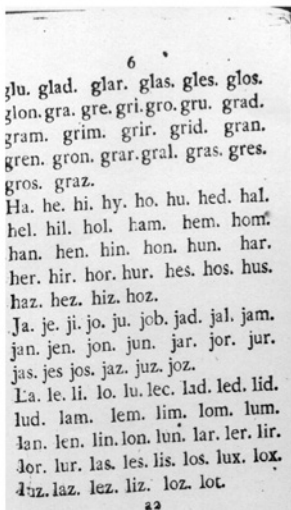 6
glu. glad. glar. glas. gles. glos.
glon. gra. gre. gri. gro. gru. grad.
gram. grim. grir. grid. gran.
gren. gron. grar. gral. gras. gres.
gros. graz.
Ha. he. hi. hy. ho. hu. hed. hal.
hel. hil. hol. ham. hem. hom.
han. hen. hin. hon. hun. har.
her. hir. hor. hur. hes. hos. hus.
haz. hez. hiz. hoz.
Ja. je. ji. jo. ju. job. jad. jal. jam.
jan. jen. jon. jun. jar. jor. jur.
jas. jes jos. jaz. juz. joz.
La. le. li. lo. lu. lec. lad. led. lid.
lud. lam. lem. lim. lom. lum.
lan. len. lin. lon. lun. lar. ler. lir.
lor. lur. las. les. lis. los. lux. lox.
luz. laz. lez. liz. loz. lot.